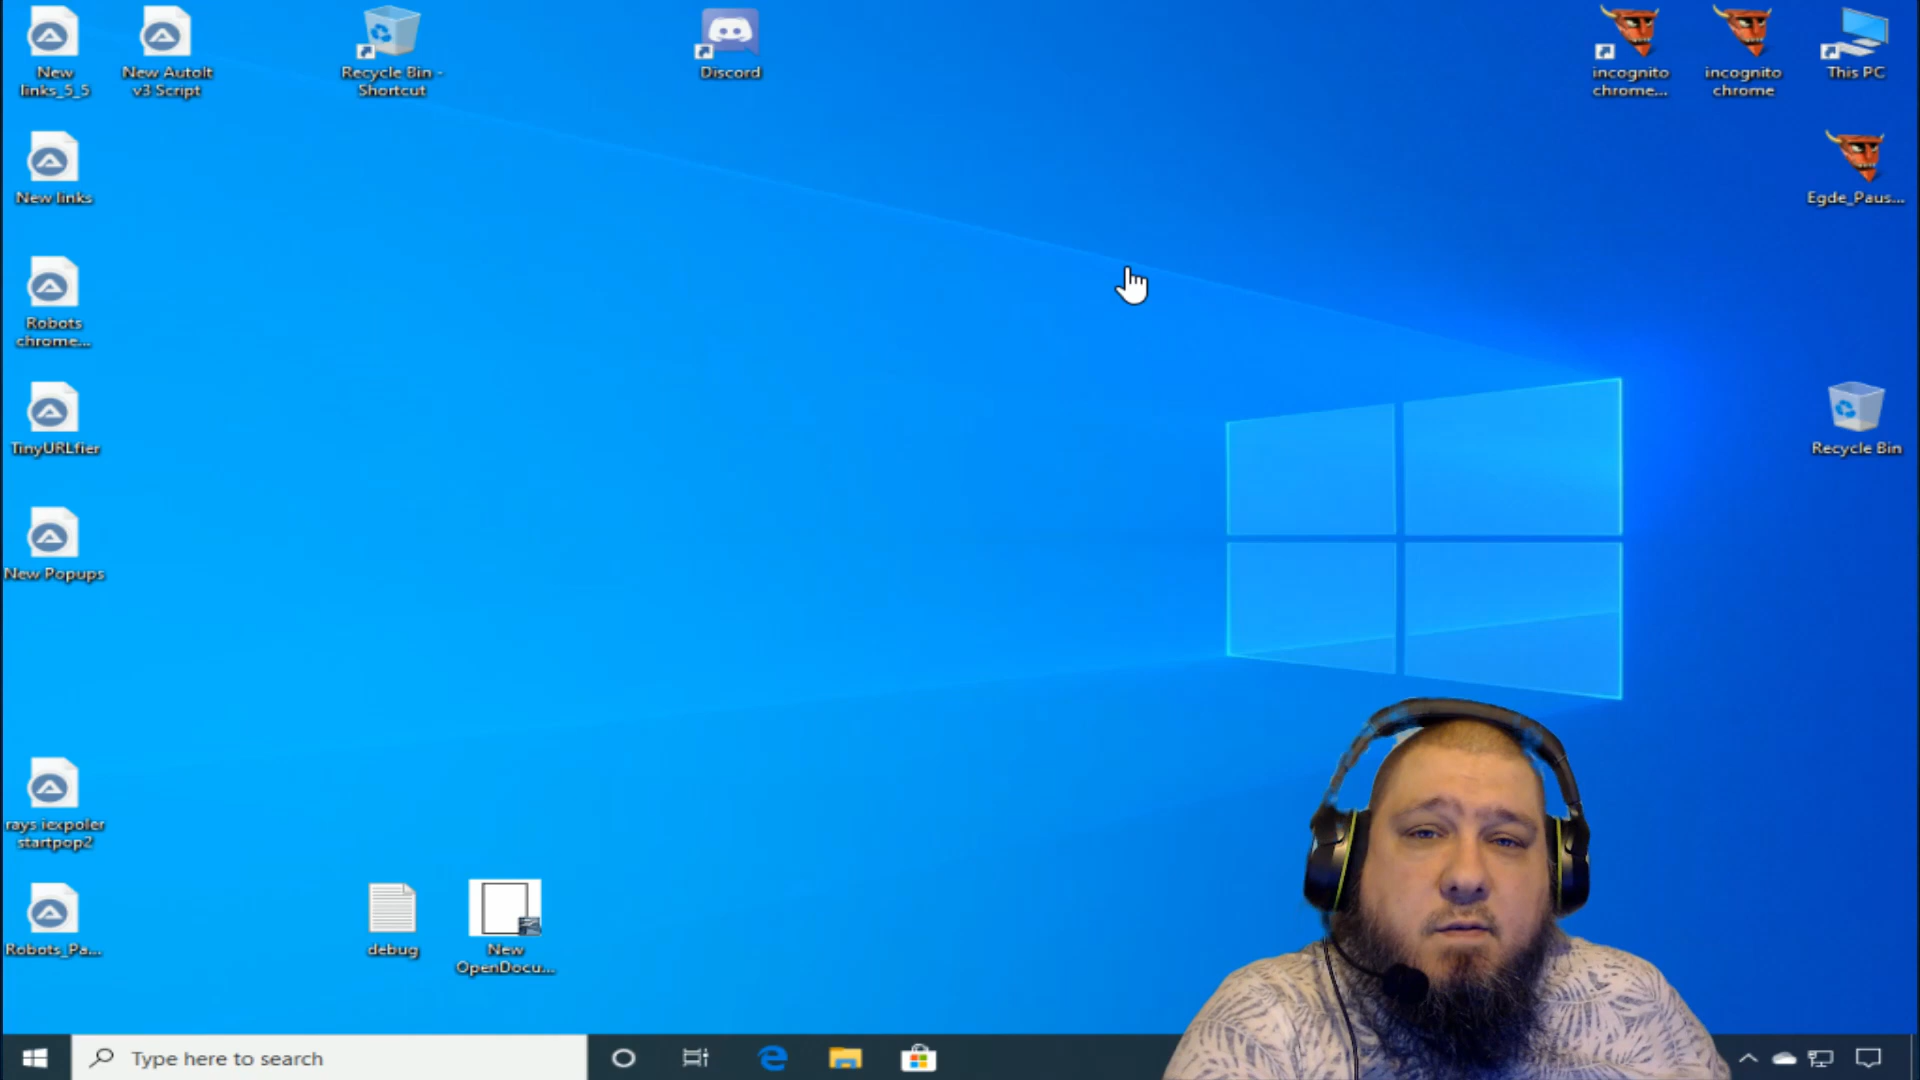 New
links_5_5
New AutoIt
v3 Script
Recycle Bin -
Shortcut
Discord
incognito
chrome...
incognito
chrome
This PC
New links
Egde_Paus...
Robots
chrome...
TinyURLfier
Recycle Bin
New Popups
rays iexpoler
startpop2
Robots_Pa...
debug
New
OpenDocu...
Type here to search